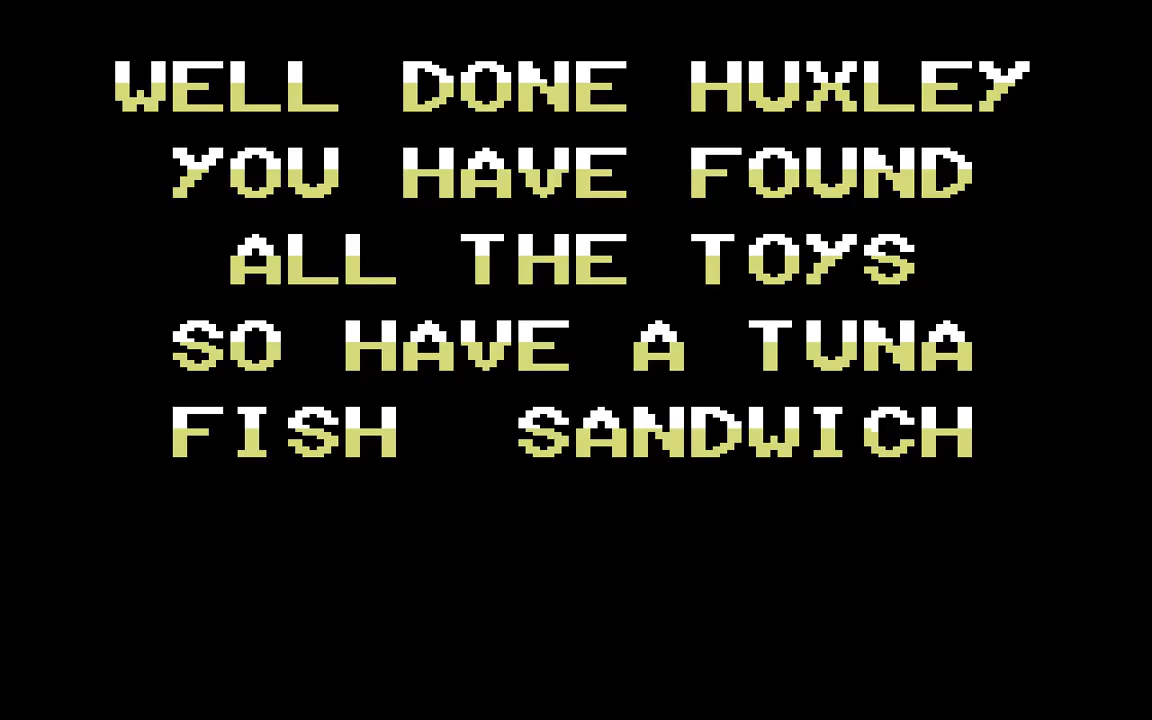 WELL DONE HUXLEY
YOU HAVE FOUND
ALL THE TOYS
SO HAVE A TUNA
FISH  SANDWICH